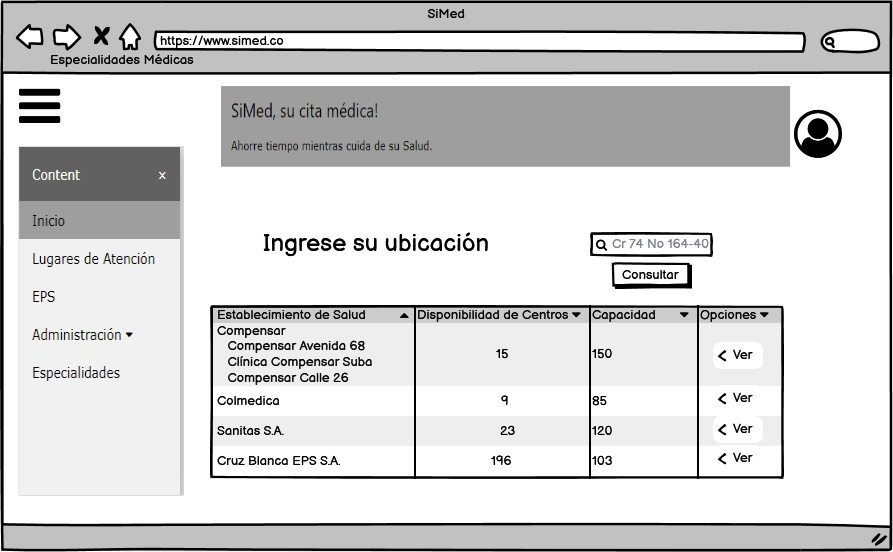 SiMed
https://www.simed.co
Especialidades Médicas
SiMed, su cita médica!
Ahorre tiempo mientras cuida de su Salud.
Content x
Inicio
Lugares de Atención
EPS
Administración
Especialidades
Ingrese su ubicación
Cr 74 No 164-40
Consultar
Establecimiento de Salud Disponibilidad de Centros Capacidad Opciones
Compensar
Compensar Avenida 68
Clínica Compensar Suba
Compensar Calle 26
15 150 Ver
Colmedica 9 85 Ver
Sanitas S.A. 23 120 Ver
Cruz Blanca EPS S.A. 196 103 Ver